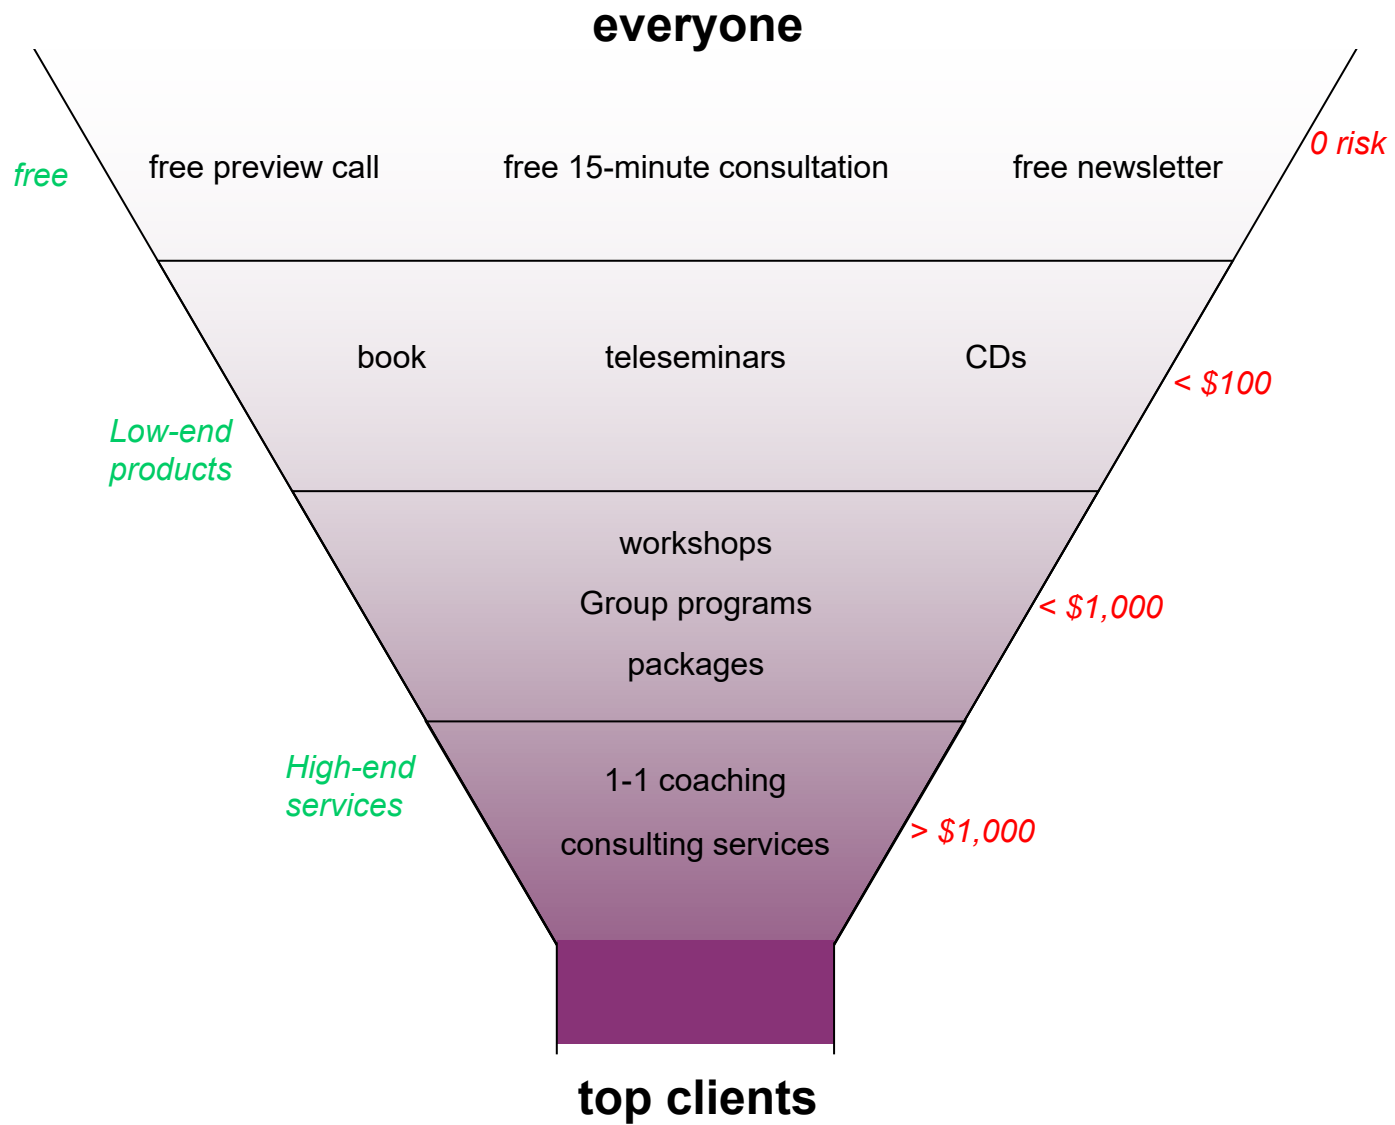 everyone
0 risk
free
free preview call
free 15-minute consultation
free newsletter
book
teleseminars
CDs
< $100
Low-end
products
workshops
Group programs
< $1,000
packages
High-end
services
1-1 coaching
consulting services
> $1,000
top clients